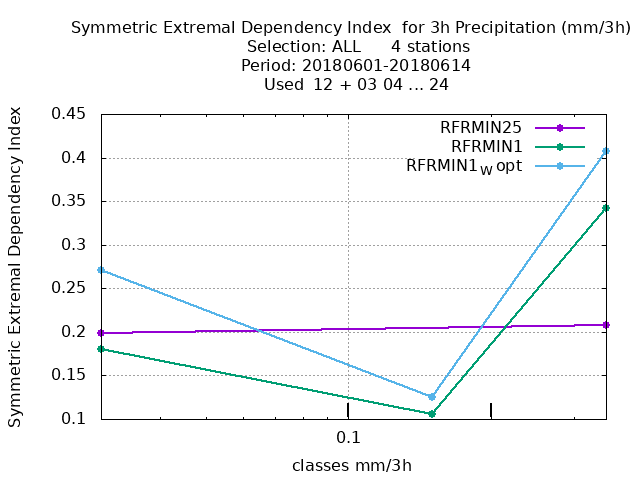 Symmetric Extremal Dependency Index  for 3h Precipitation (mm/3h)
Selection: ALL      4 stations
Period: 20180601-20180614
Used  12 + 03 04 ... 24
Symmetric Extremal Dependency Index
0.45
0.4
0.35
0.3
0.25
0.2
0.15
0.1
RFRMIN25
RFRMIN1
RFRMIN1W opt
0.1
classes mm/3h